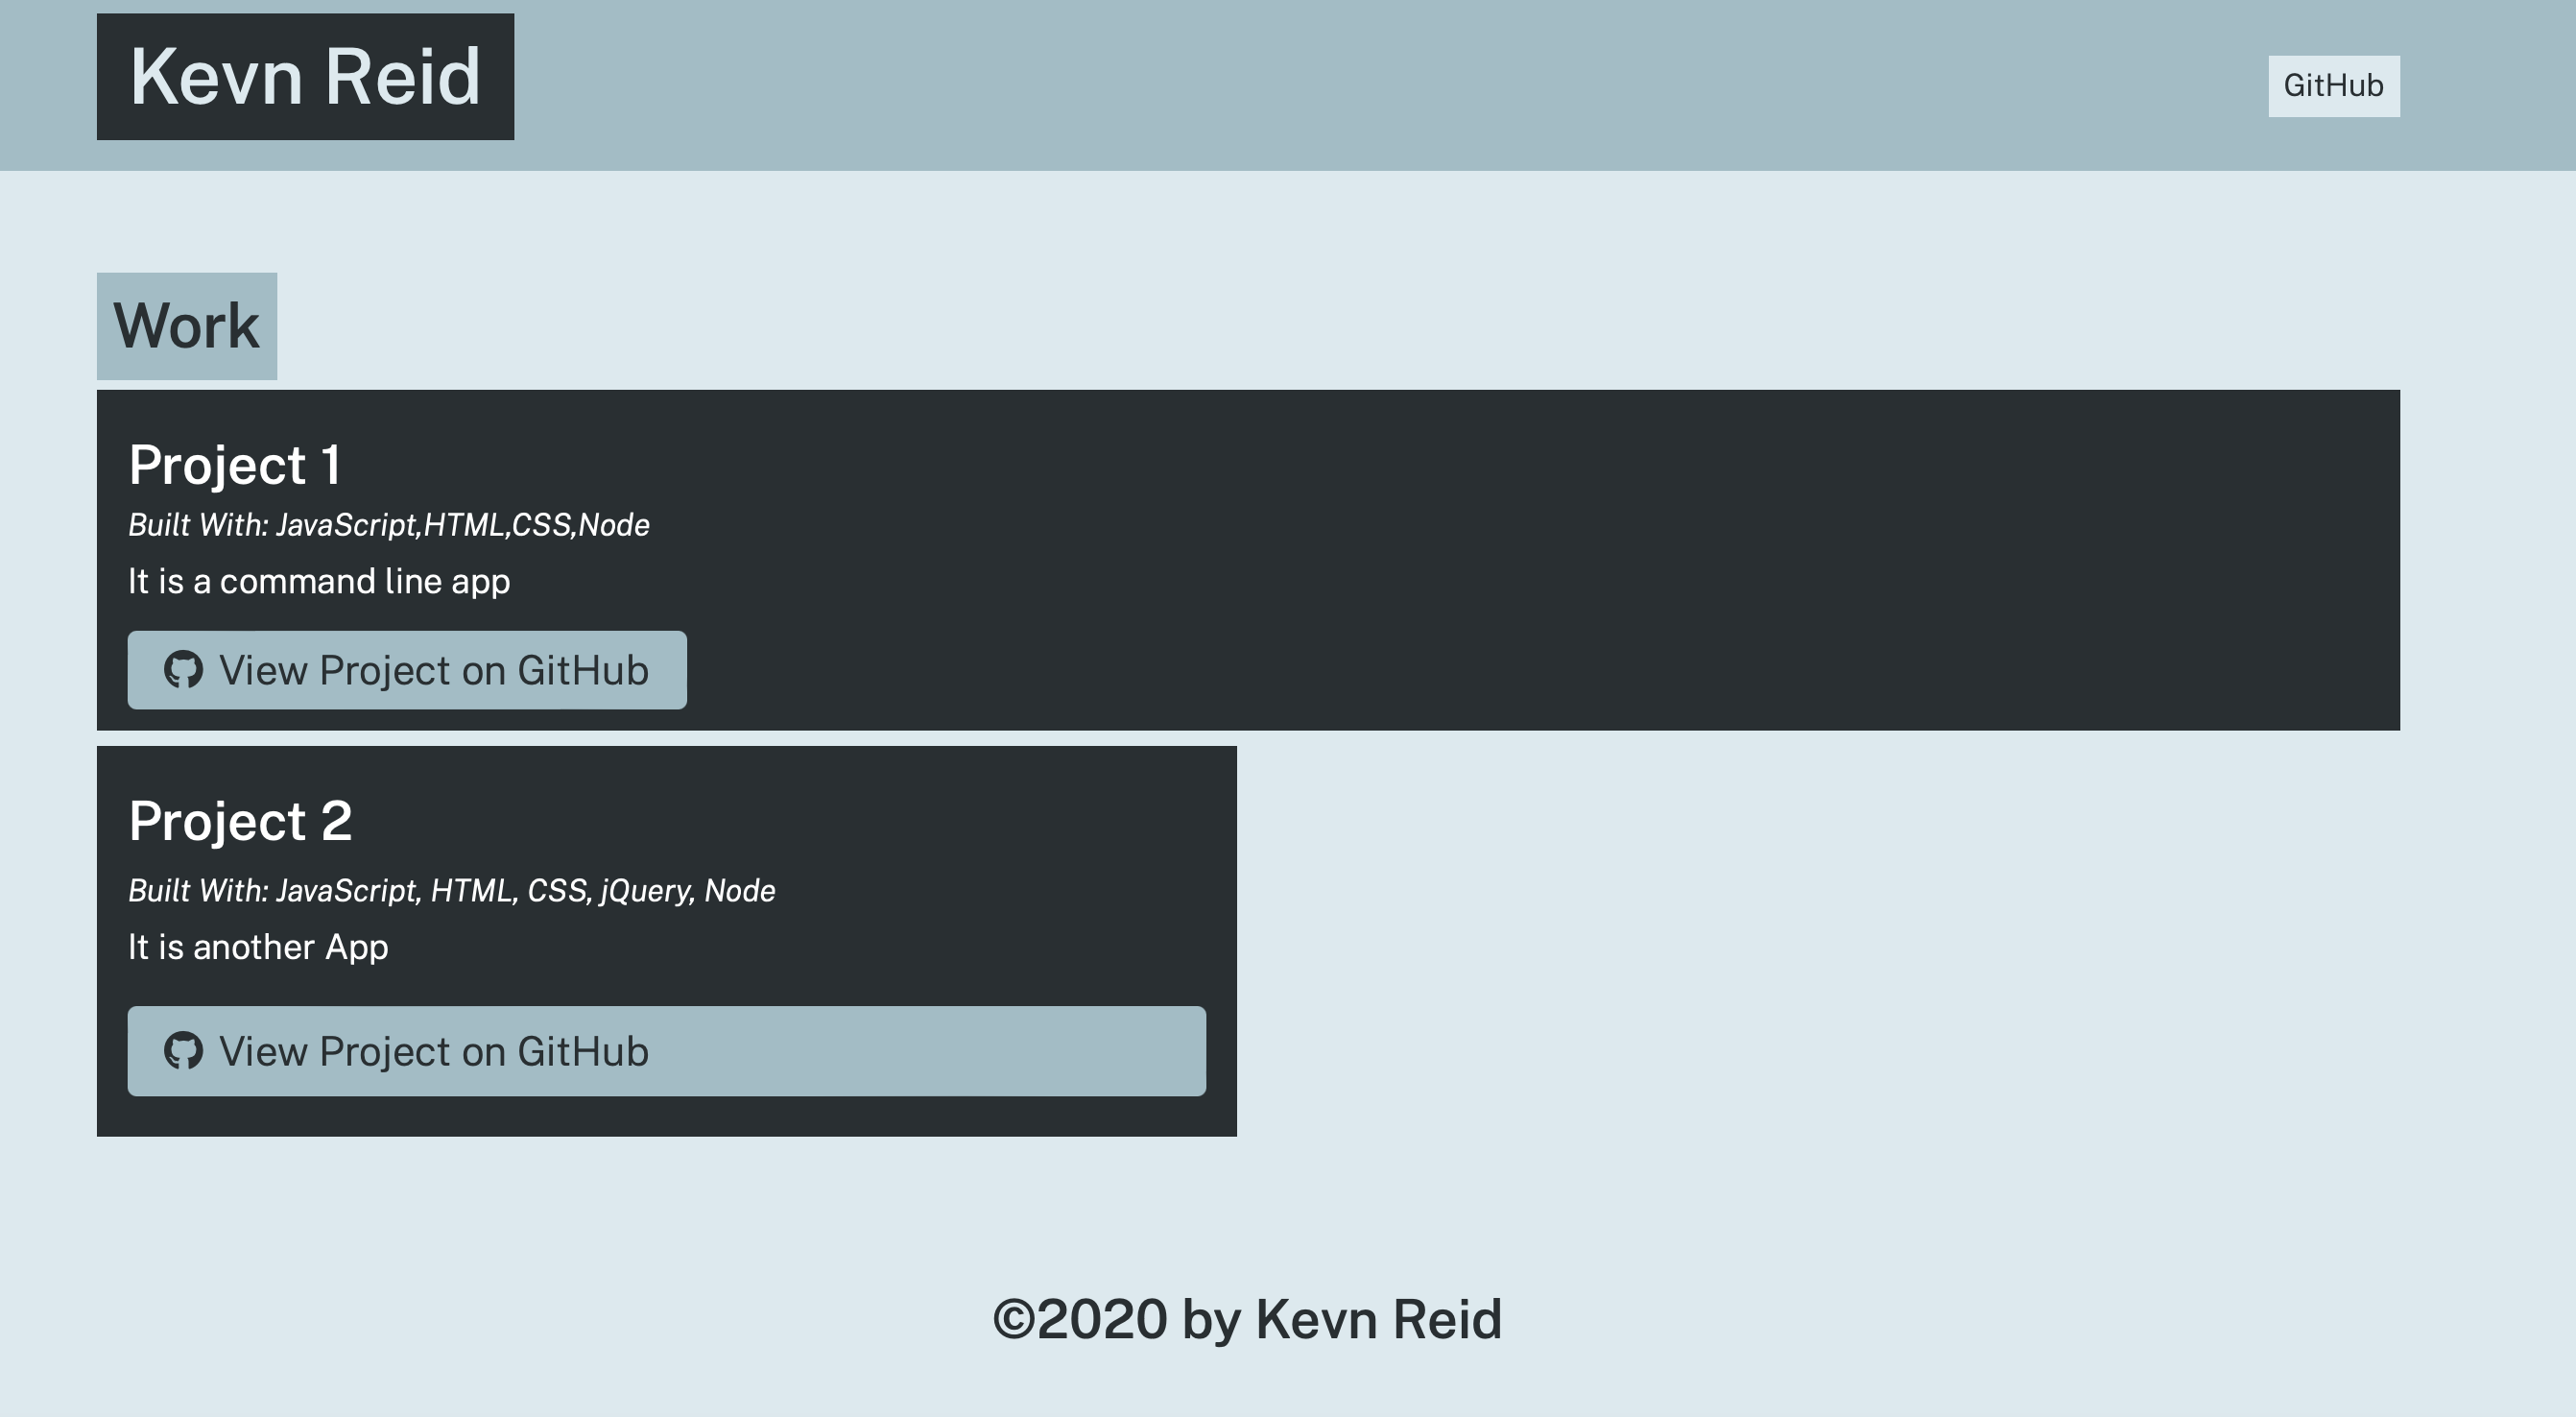 Kevn Reid
GitHub
Work
Project 1
Built With: JavaScript,HTML,CSS,Node
It is a command line app
View Project on GitHub
Project 2
Built With: JavaScript, HTML, CSS, jQuery, Node
It is another App
View Project on GitHub
©2020 by Kevn Reid